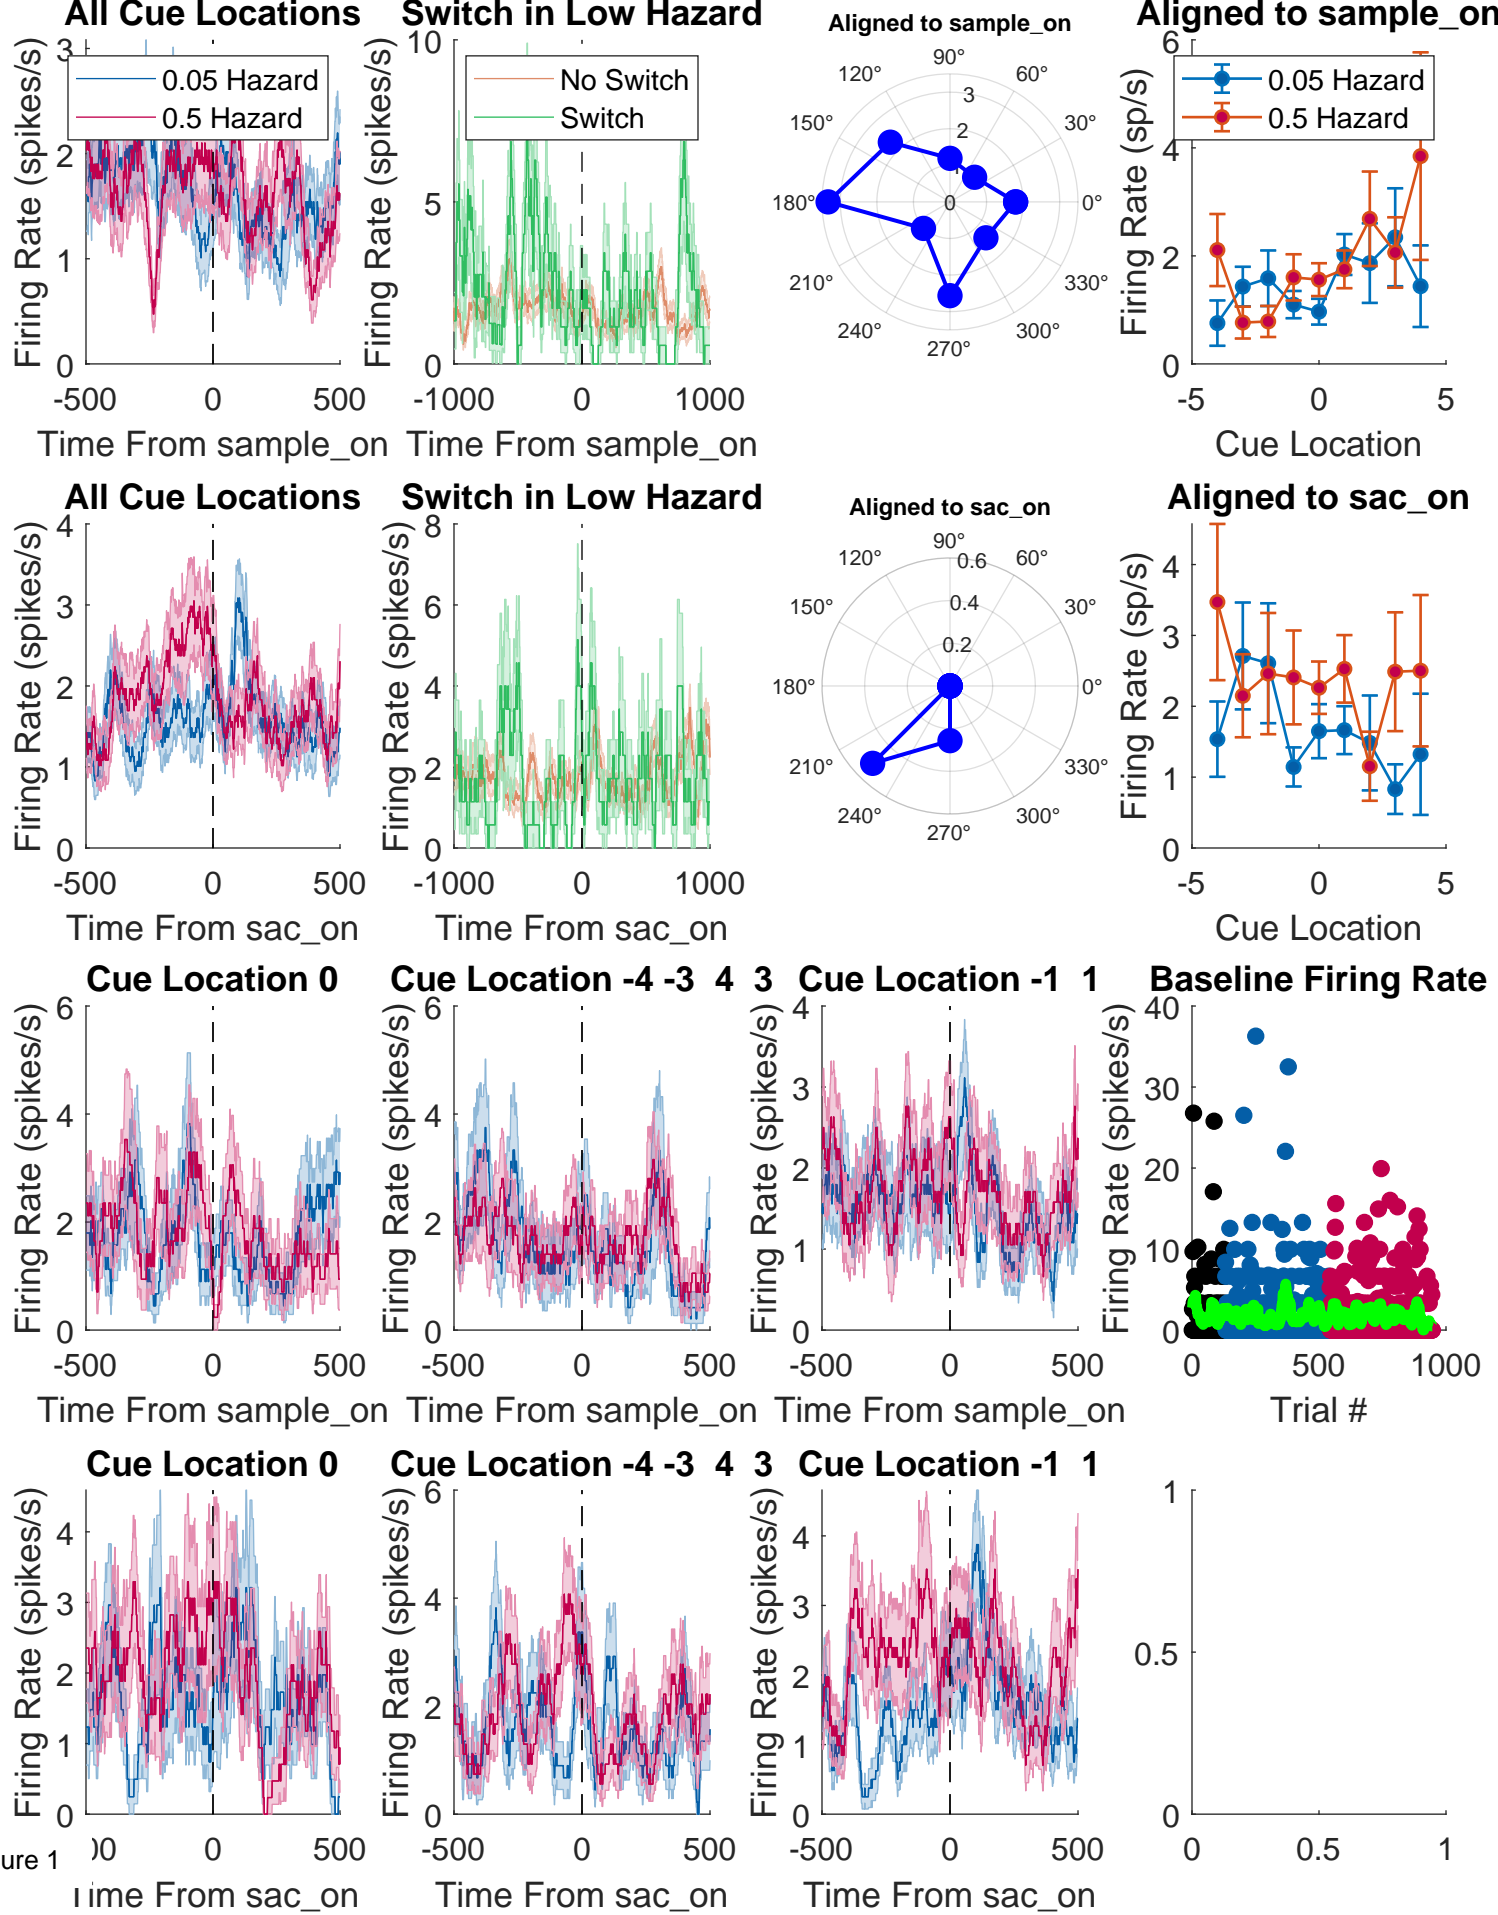 All Cue Locations
Firing Rate (spikes/s)
3
2
1
0
0.05 Hazard
0.5 Hazard
-500
0
500
Time From sample_on
Switch in Low Hazard
Firing Rate (spikes/s)
10
5
0
No Switch
Switch
-1000
0
1000
Time From sample_on
Aligned to sample_on
90°
120°
60°
150°
30°
180°
0°
210°
330°
240°
300°
270°
3
2
0
Aligned to sample_on
Firing Rate (sp/s)
6
4
2
0
0.05 Hazard
0.5 Hazard
-5
0
5
Cue Location
All Cue Locations
Firing Rate (spikes/s)
4
3
2
1
0
-500
0
500
Time From sac_on
Switch in Low Hazard
Firing Rate (spikes/s)
8
6
4
2
0
-1000
0
1000
Time From sac_on
Aligned to sac_on
90°
120°
60°
150°
30°
180°
0°
210°
330°
240°
300°
270°
0.6
0.4
0.2
Aligned to sac_on
Firing Rate (sp/s)
4
3
2
1
0
-5
0
5
Cue Location
Cue Location 0
Firing Rate (spikes/s)
6
4
2
0
-500
0
500
Time From sample_on
Cue Location -4 -3 4 3
Firing Rate (spikes/s)
6
4
2
0
-500
0
500
Time From sample_on
Cue Location -1 1
Firing Rate (spikes/s)
4
3
2
1
0
-500
0
500
Time From sample_on
Baseline Firing Rate
Firing Rate (spikes/s)
40
30
20
10
0
0
500
1000
Trial #
Cue Location 0
Firing Rate (spikes/s)
4
3
2
1
0
00
0
500
Time From sac_on
Cue Location -4 -3 4 3
Firing Rate (spikes/s)
6
4
2
0
-500
0
500
Time From sac_on
Cue Location -1 1
Firing Rate (spikes/s)
4
3
2
1
0
-500
0
500
Time From sac_on
1
0.5
0
0
0.5
1
ure 1